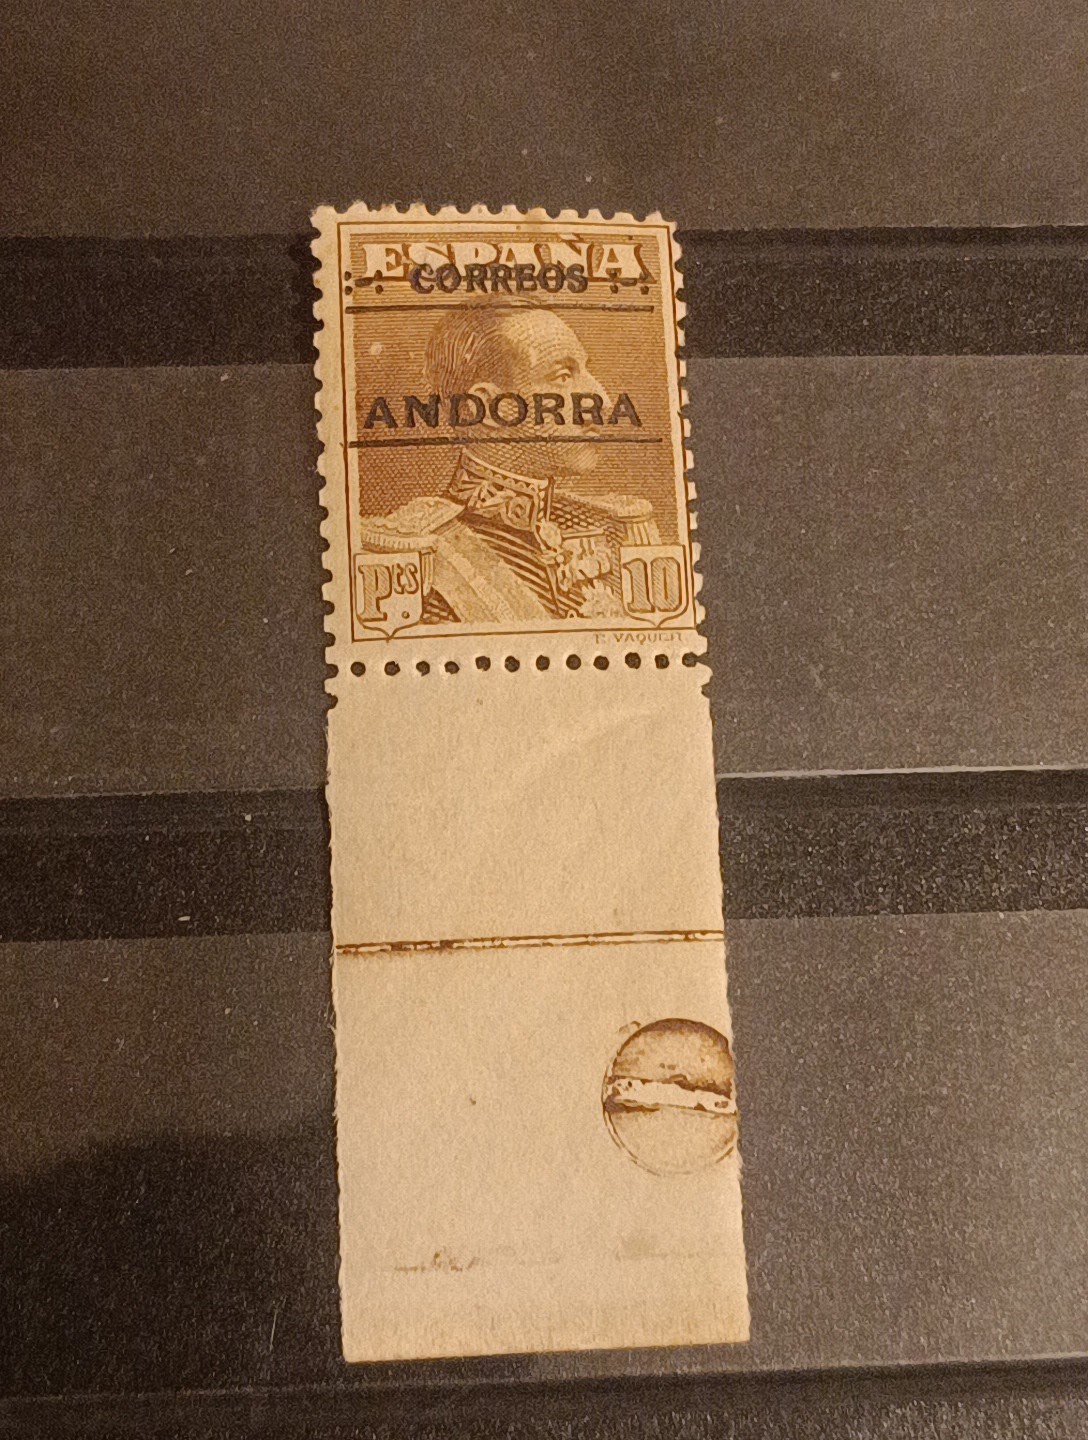 ESPAÑA
CORREOS
ANDORRA
Pts. 10
E. VAQUER